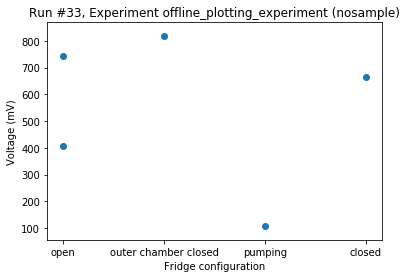 Run #33, Experiment offline_plotting_experiment (nosample)
800
700
600
500
400
300
200
100
Voltage (mV)
open outer chamber closed pumping closed
Fridge configuration